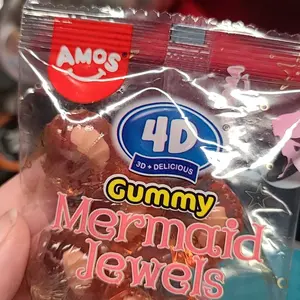 AMOS
4D
3D + DELICIOUS
Gummy
Mermaid
Jewels